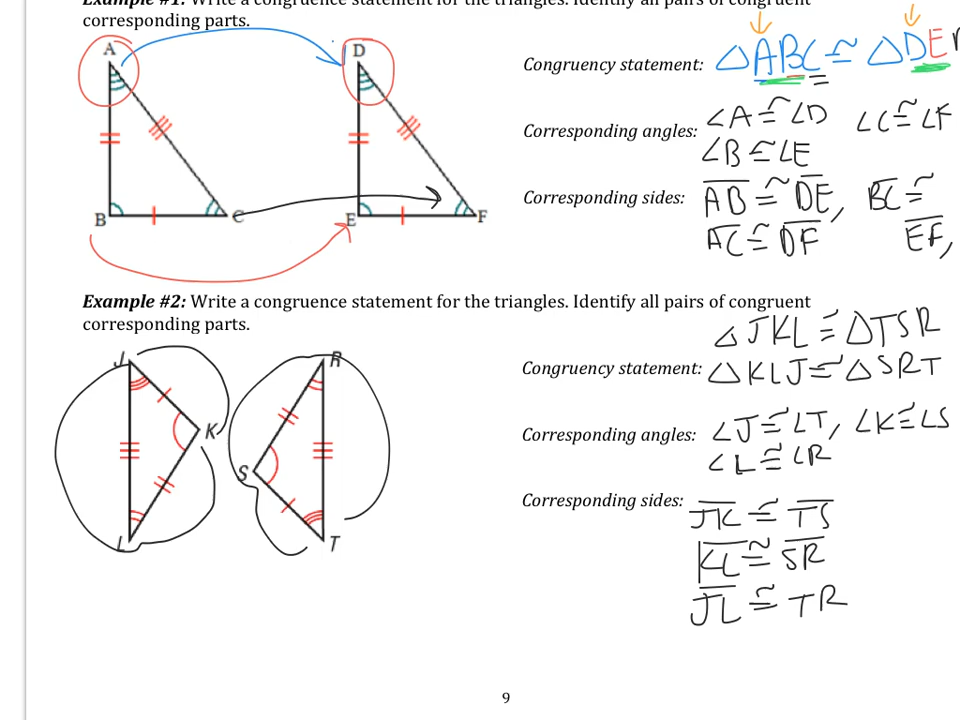 Example #1: Write a congruence statement for the triangles. Identify all pairs of congruent
corresponding parts.
A
D
B
C
E
F
Congruency statement: △ABC ≅ △DE
Corresponding angles: ∠A ≅ ∠D ∠C ≅ ∠F
∠B ≅ ∠E
Corresponding sides: AB ≅ DE, BC ≅
AC ≅ DF EF,
Example #2: Write a congruence statement for the triangles. Identify all pairs of congruent
corresponding parts.
△JKL ≅ △TSR
Congruency statement: △KLJ ≅ △SRT
J
R
K
S
L
T
Corresponding angles: ∠J ≅ ∠T, ∠K ≅ ∠S
∠L ≅ ∠R
Corresponding sides: JK ≅ TS
KL ≅ SR
JL ≅ TR
9